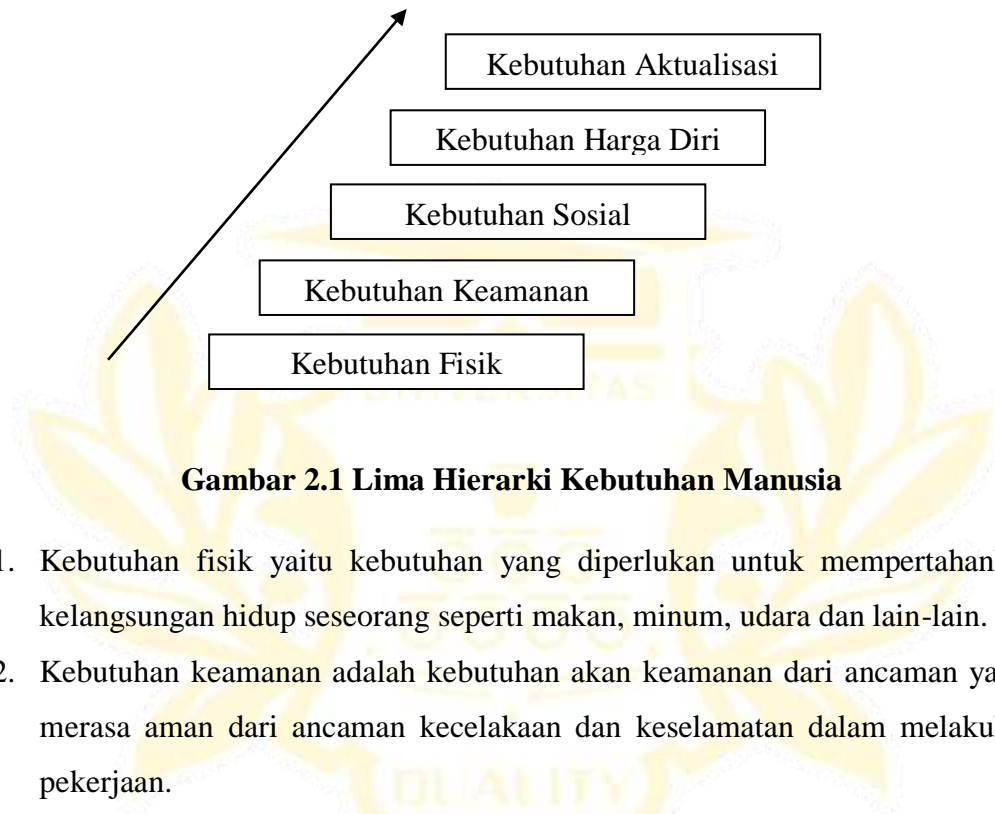 Kebutuhan Aktualisasi
Kebutuhan Harga Diri
Kebutuhan Sosial
Kebutuhan Keamanan
Kebutuhan Fisik
UNIVERSITAS
Gambar 2.1 Lima Hierarki Kebutuhan Manusia
1. Kebutuhan fisik yaitu kebutuhan yang diperlukan untuk mempertahan
kelangsungan hidup seseorang seperti makan, minum, udara dan lain-lain.
2. Kebutuhan keamanan adalah kebutuhan akan keamanan dari ancaman ya
merasa aman dari ancaman kecelakaan dan keselamatan dalam melaku
pekerjaan.
QUALITY